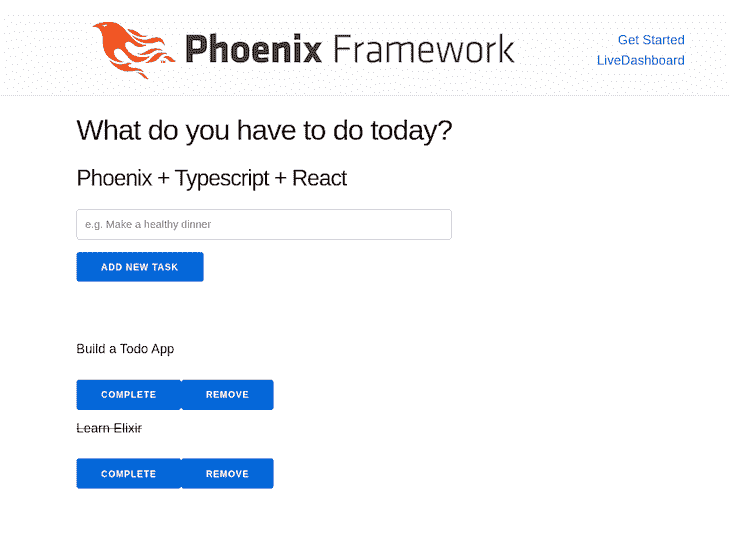 Phoenix Framework
Get Started
LiveDashboard
What do you have to do today?
Phoenix + Typescript + React
e.g. Make a healthy dinner
ADD NEW TASK
Build a Todo App
COMPLETE REMOVE
Learn Elixir
COMPLETE REMOVE